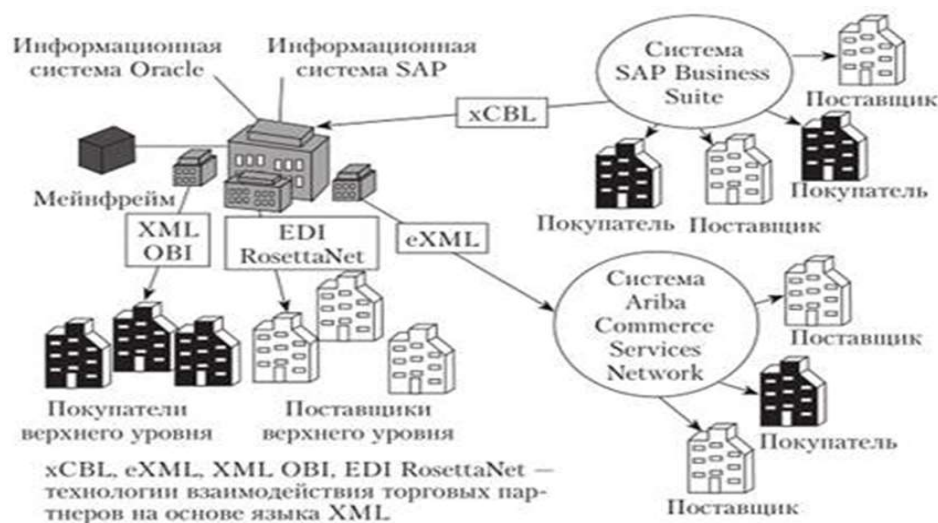 Информационная
система Oracle
Информационная
система SAP
Система
SAP Business
Suite
Поставщик
xCBL
Мейнфрейм
Покупатель
Покупатель
Поставщик
XML
OBI
EDI
RosettaNet
eXML
Система
Ariba
Commerce
Services
Network
Поставщик
Покупатели
верхнего уровня
Поставщики
верхнего уровня
Покупатель
Поставщик
xCBL, eXML, XML OBI, EDI RosettaNet —
технологии взаимодействия торговых пар-
тнеров на основе языка XML